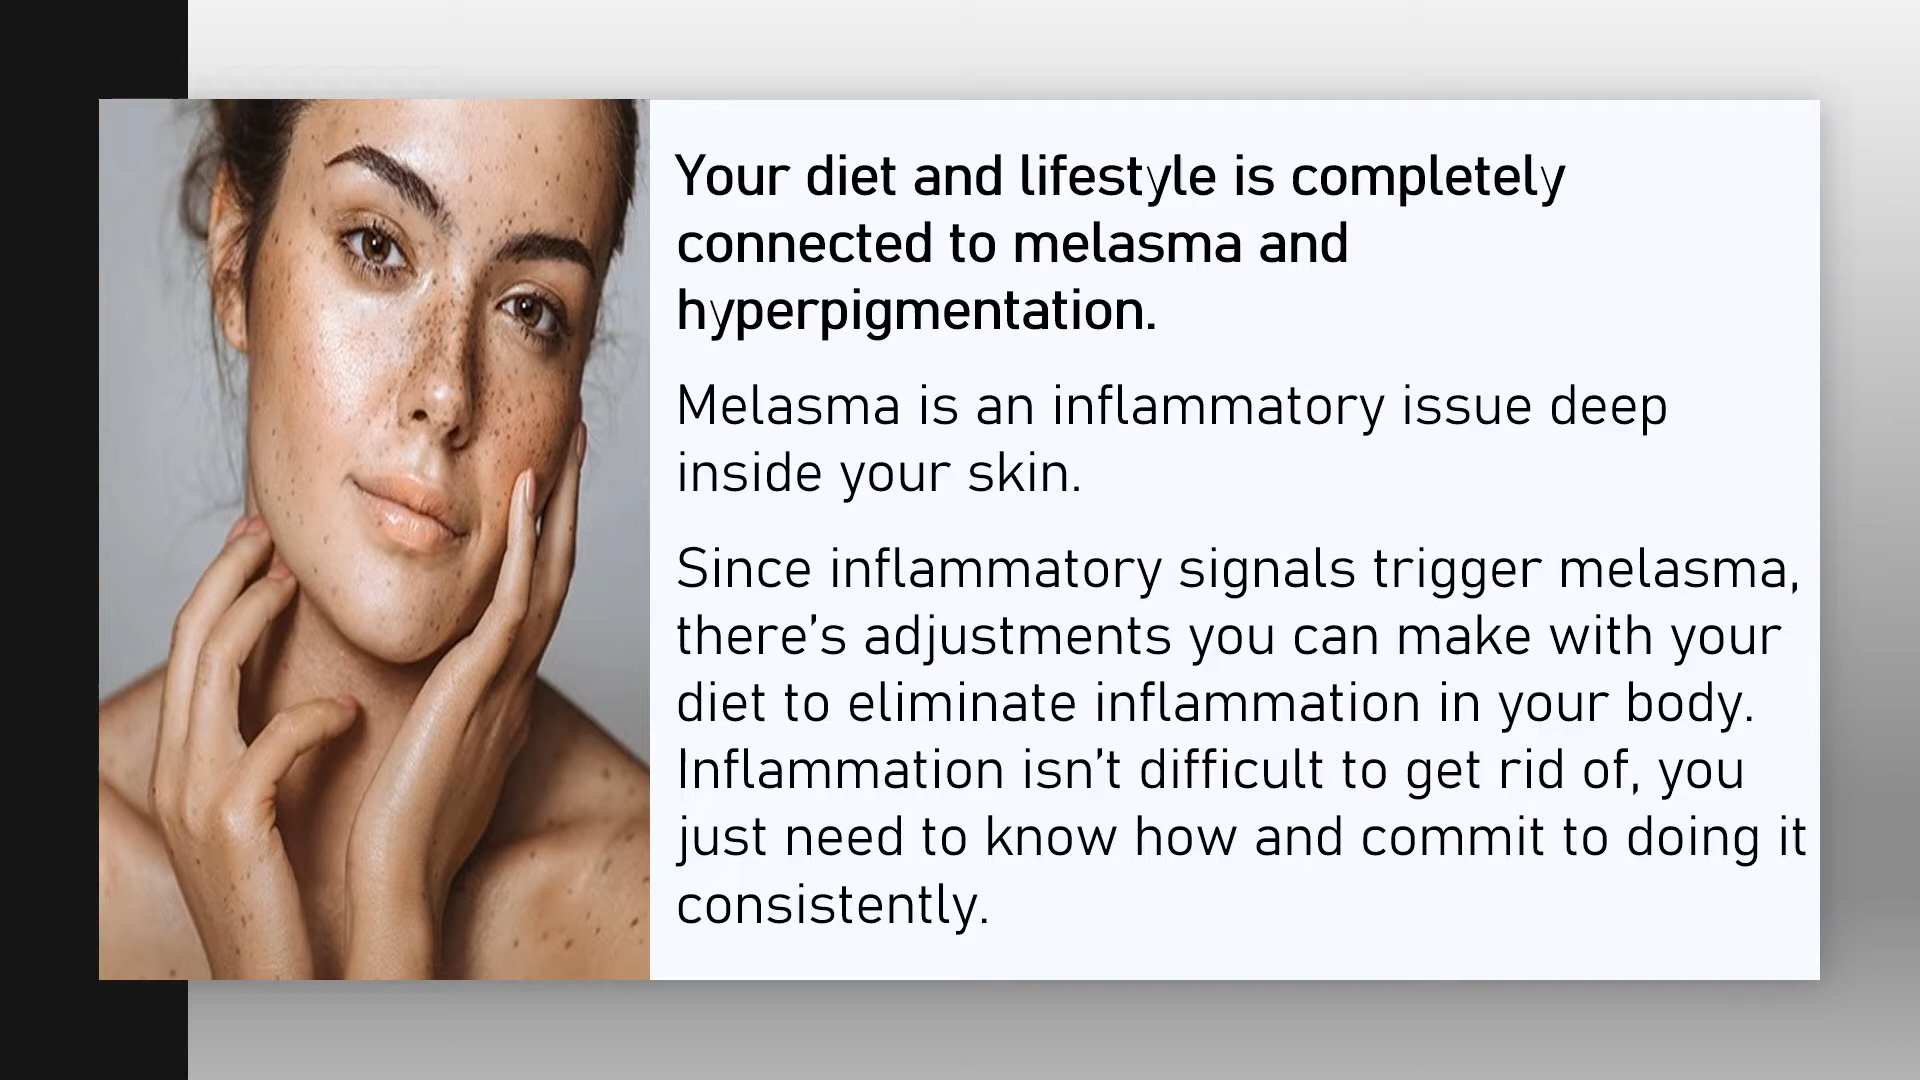 Your diet and lifestyle is completely
connected to melasma and
hyperpigmentation.
Melasma is an inflammatory issue deep
inside your skin.
Since inflammatory signals trigger melasma,
there’s adjustments you can make with your
diet to eliminate inflammation in your body.
Inflammation isn’t difficult to get rid of, you
just need to know how and commit to doing it
consistently.